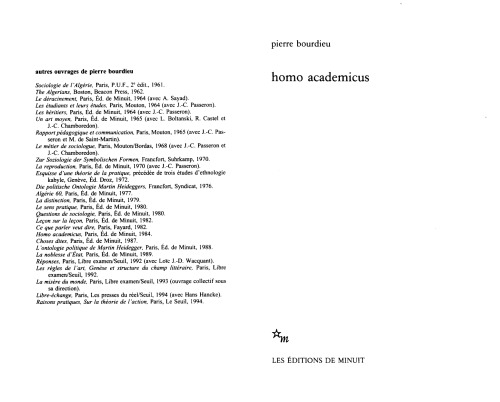 autres ouvrages de pierre bourdieu
Sociologie de l'Algérie, Paris, P.U.F., 2e édit., 1961.
The Algerians, Boston, Beacon Press, 1962.
Le déracinement, Paris, Éd. de Minuit, 1964 (avec A. Sayad).
Les étudiants et leurs études, Paris, Mouton, 1964 (avec J.-C. Passeron).
Les héritiers, Paris, Éd. de Minuit, 1964 (avec J.-C. Passeron).
Un art moyen, Paris, Éd. de Minuit, 1965 (avec L. Boltanski, R. Castel et
J.-C. Chamboredon).
Rapport pédagogique et communication, Paris, Mouton, 1965 (avec J.-C. Pas-
seron et M. de Saint-Martin).
Le métier de sociologue, Paris, Mouton/Bordas, 1968 (avec J.-C. Passeron et
J.-C. Chamboredon).
Zur Soziologie der Symbolischen Formen, Francfort, Suhrkamp, 1970.
La reproduction, Paris, Éd. de Minuit, 1970 (avec J.-C. Passeron).
Esquisse d'une théorie de la pratique, précédée de trois études d'ethnologie
kabyle, Genève, Éd. Droz, 1972.
Die politische Ontologie Martin Heideggers, Francfort, Syndicat, 1976.
Algérie 60, Paris, Éd. de Minuit, 1977.
La distinction, Paris, Éd. de Minuit, 1979.
Le sens pratique, Paris, Éd. de Minuit, 1980.
Questions de sociologie, Paris, Éd. de Minuit, 1980.
Leçon sur la leçon, Paris, Éd. de Minuit, 1982.
Ce que parler veut dire, Paris, Fayard, 1982.
Homo academicus, Paris, Éd. de Minuit, 1984.
Choses dites, Paris, Éd. de Minuit, 1987.
L'ontologie politique de Martin Heidegger, Paris, Éd. de Minuit, 1988.
La noblesse d'État, Paris, Éd. de Minuit, 1989.
Réponses, Paris, Libre examen/Seuil, 1992 (avec Loïc J.-D. Wacquant).
Les règles de l'art, Genèse et structure du champ littéraire, Paris, Libre
examen/Seuil, 1992.
La misère du monde, Paris, Libre examen/Seuil, 1993 (ouvrage collectif sous
sa direction).
Libre-échange, Paris, Les presses du réel/Seuil, 1994 (avec Hans Hancke).
Raisons pratiques, Sur la théorie de l'action, Paris, Le Seuil, 1994.
pierre bourdieu
homo academicus
m
LES ÉDITIONS DE MINUIT